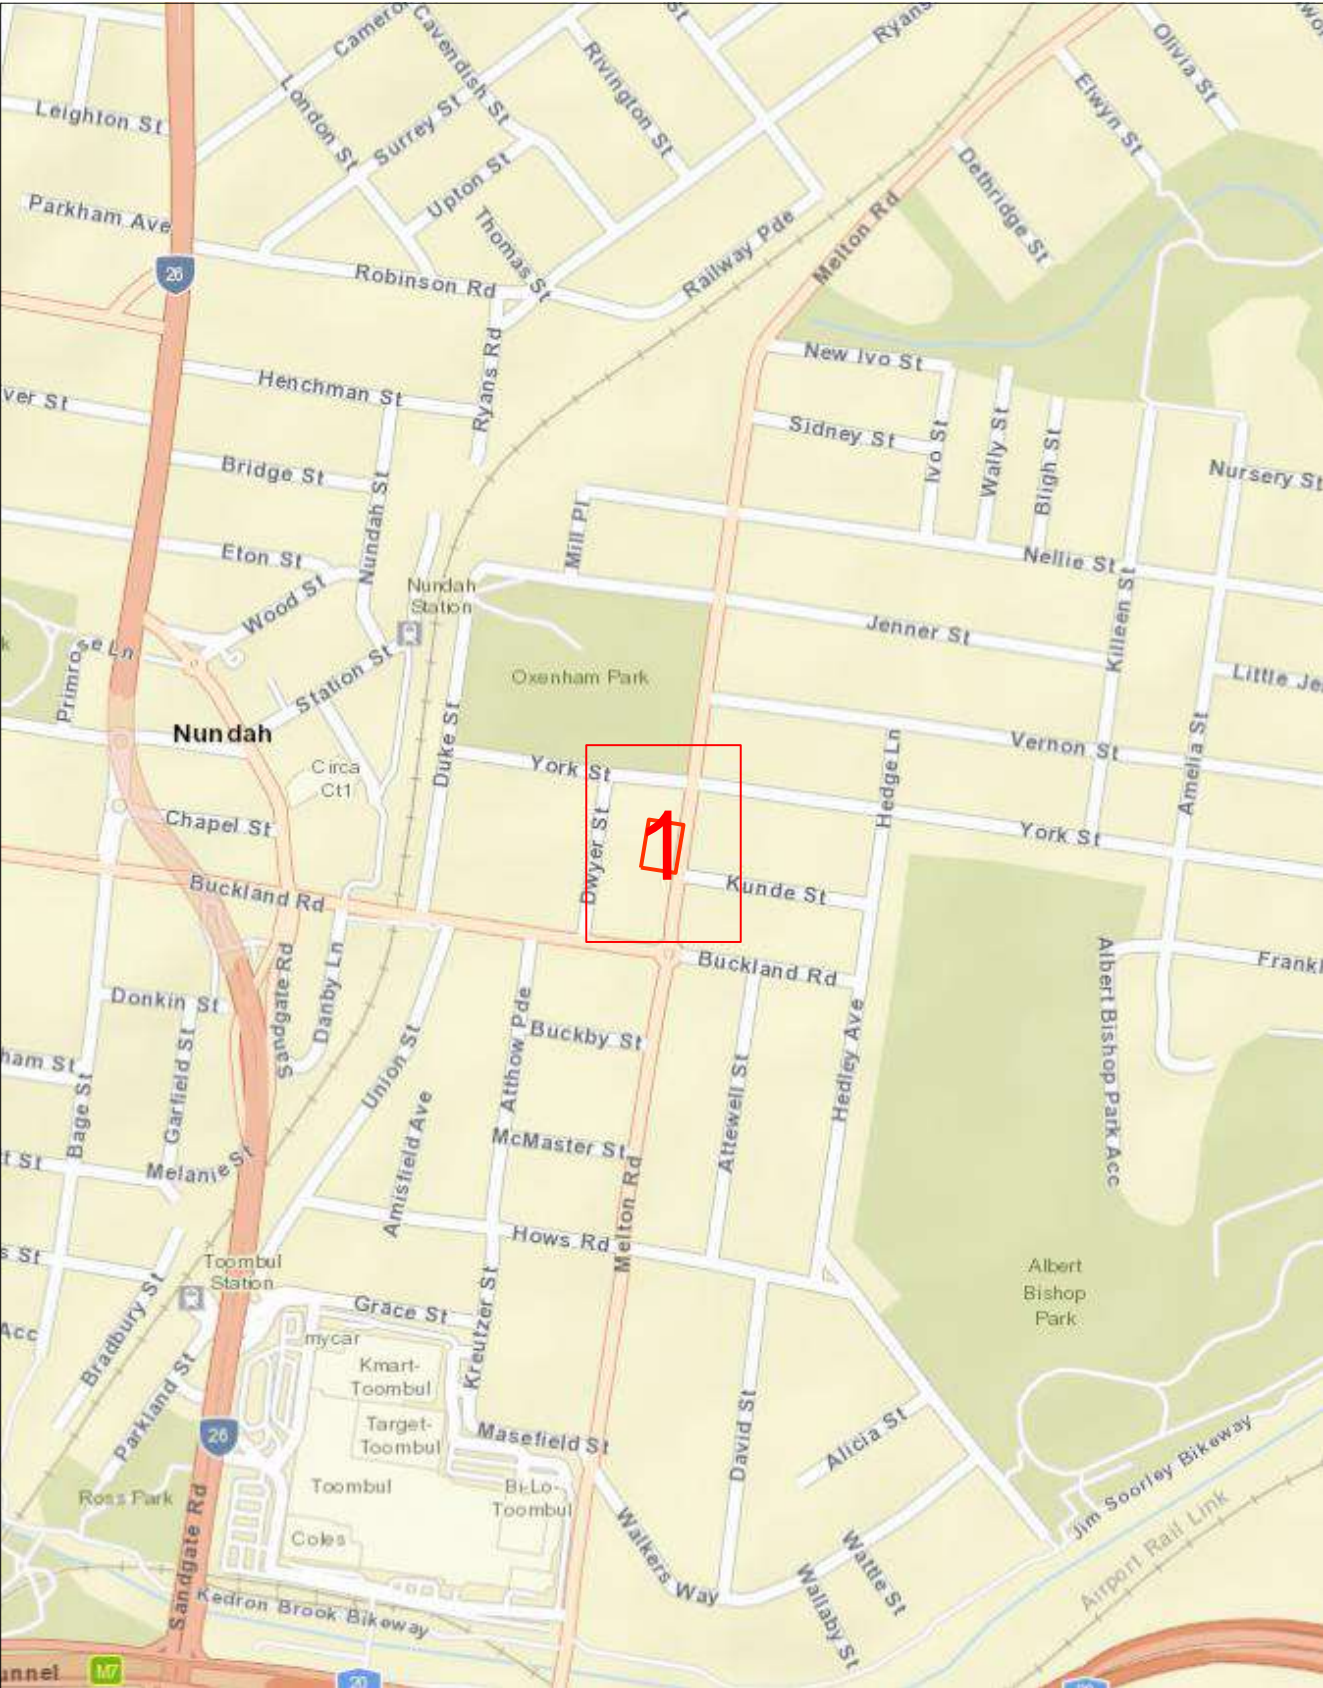 Cameron
Cavendish St
St
Ryans
Olivia St
Rivington St
Elwyn St
Leighton St
London St
Surrey St
Upton St
Dethridge St
Parkham Ave
Thomas St
Railway Pde
Melton Rd
26
Robinson Rd
New Ivo St
Ryans Rd
Henchman St
ver St
Sidney St
Ivo St
Wally St
Bligh St
Bridge St
Nundah St
Nursery St
Mill Pl
Eton St
Nellie St
Nundah
Station
Wood St
Jenner St
Killeen St
k
Primrose Ln
Station St
Oxenham Park
Little Je
Nundah
Duke St
Vernon St
Hedge Ln
Amelia St
Circa
Ct1
York St
Chapel St
Dwyer St
1
York St
Buckland Rd
Kunde St
Albert Bishop Park Acc
Frankl
Sandgate Rd
Danby Ln
Buckland Rd
Donkin St
Atthow Pde
Buckby St
Hedley Ave
Garfield St
Union St
ham St
Bage St
Attewell St
Amisfield Ave
McMaster St
t St
Melanie St
Melton Rd
Hows Rd
s St
Toombul
Station
Albert
Bishop
Park
Bradbury St
Grace St
Kreutzer St
Acc
mycar
Kmart-
Toombul
Parkland St
Target-
Toombul
Masefield St
David St
Alicia St
26
Jim Soorley Bikeway
Ross Park
Toombul
Bi-Lo-
Toombul
Airport Rail Link
Sandgate Rd
Coles
Walkers Way
Wattle St
Wallaby St
Kedron Brook Bikeway
unnel
M7
20